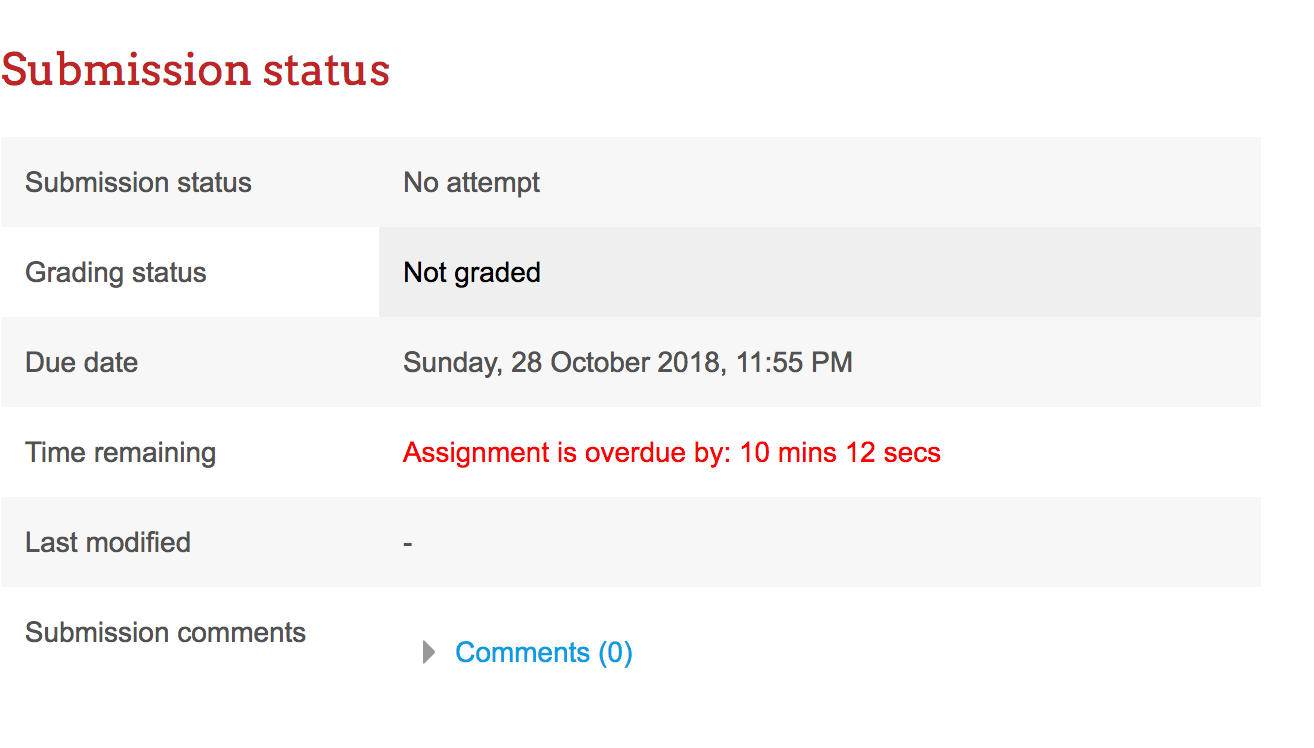 Submission status
Submission status No attempt
Grading status Not graded
Due date Sunday, 28 October 2018, 11:55 PM
Time remaining Assignment is overdue by: 10 mins 12 secs
Last modified -
Submission comments
Comments (0)